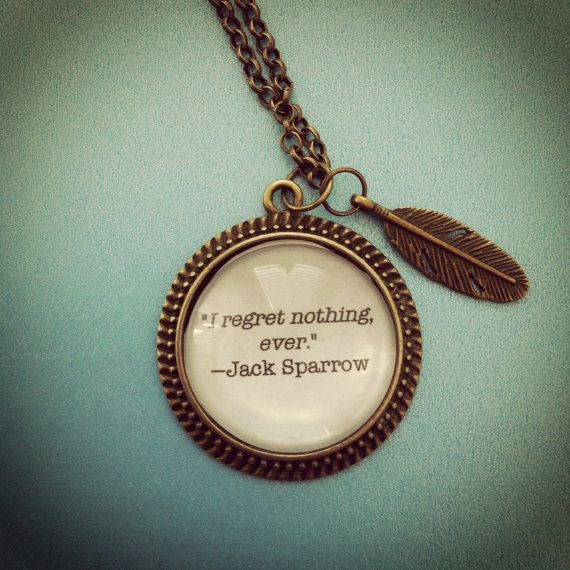 "I regret nothing,
ever."
—Jack Sparrow